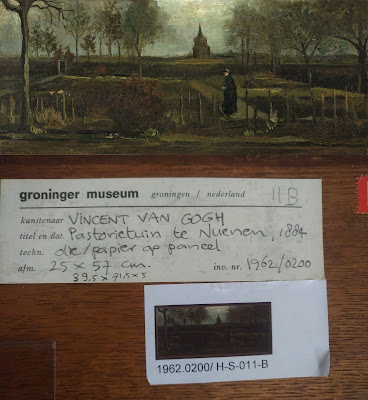 groninger museum groningen / nederland 11B
kunstenaar VINCENT VAN GOGH
titel en dat. Pastorietuin te Nuenen, 1884
techn. olie/papier op paneel
afm. 25 x 57 cm. inv. nr. 1962/0200
39,5 x 71,5 x 5
1962.0200/ H-S-011-B